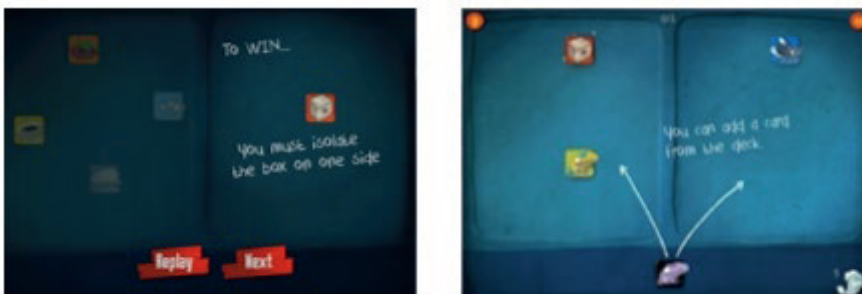 To WIN...
You must isolate
the box on one side
Replay
Next
You can add a card
from the deck